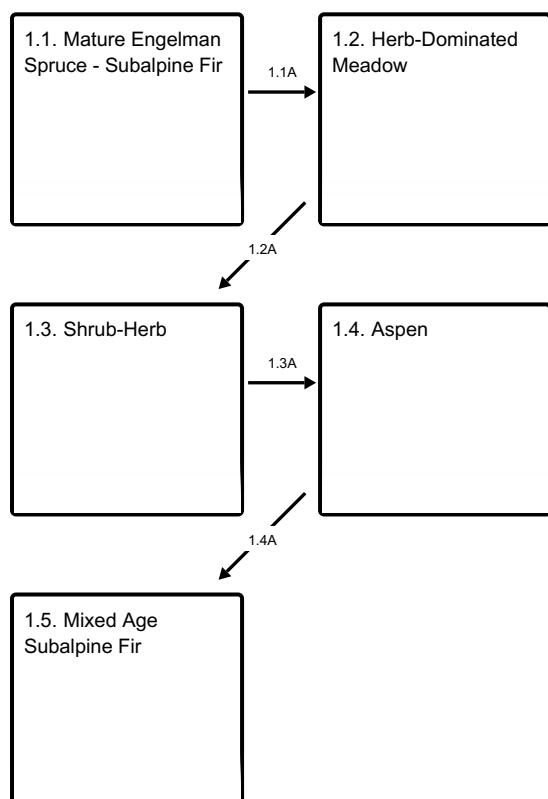 1.1. Mature Engelman
Spruce - Subalpine Fir
1.1A
1.2. Herb-Dominated
Meadow
1.2A
1.3. Shrub-Herb
1.3A
1.4. Aspen
1.4A
1.5. Mixed Age
Subalpine Fir